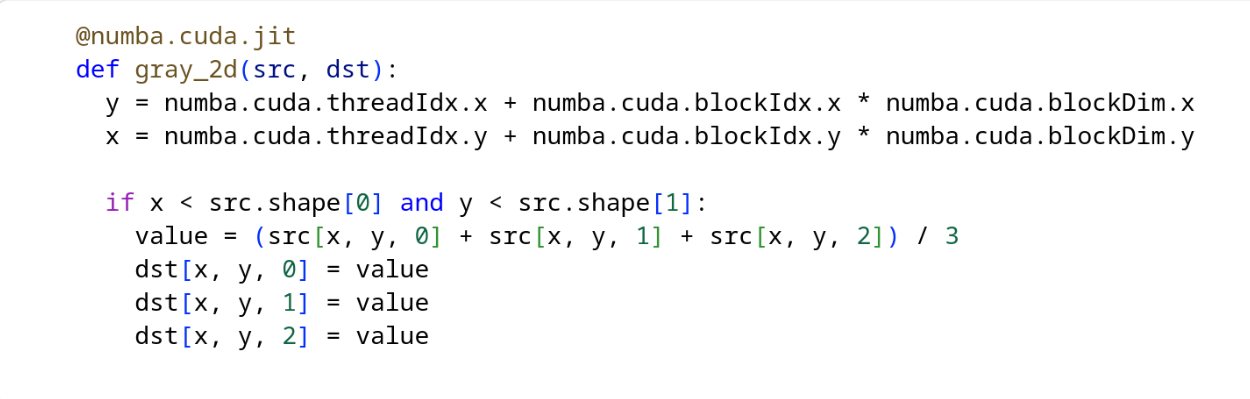 @numba.cuda.jit
def gray_2d(src, dst):
  y = numba.cuda.threadIdx.x + numba.cuda.blockIdx.x * numba.cuda.blockDim.x
  x = numba.cuda.threadIdx.y + numba.cuda.blockIdx.y * numba.cuda.blockDim.y

  if x < src.shape[0] and y < src.shape[1]:
    value = (src[x, y, 0] + src[x, y, 1] + src[x, y, 2]) / 3
    dst[x, y, 0] = value
    dst[x, y, 1] = value
    dst[x, y, 2] = value